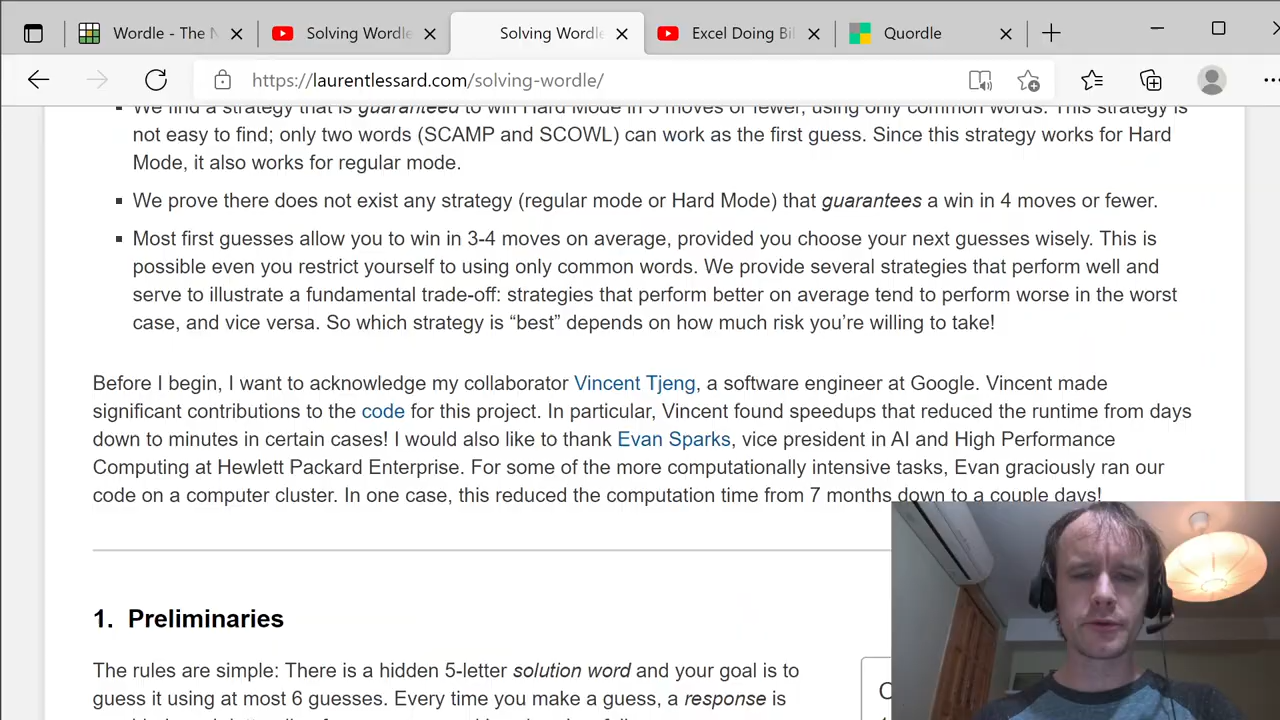 Wordle - The N
Solving Wordle
Solving Wordle
Excel Doing Bi
Quordle
https://laurentlessard.com/solving-wordle/
We find a strategy that is guaranteed to win Hard Mode in 5 moves or fewer, using only common words. This strategy is
not easy to find; only two words (SCAMP and SCOWL) can work as the first guess. Since this strategy works for Hard
Mode, it also works for regular mode.
We prove there does not exist any strategy (regular mode or Hard Mode) that guarantees a win in 4 moves or fewer.
Most first guesses allow you to win in 3-4 moves on average, provided you choose your next guesses wisely. This is
possible even you restrict yourself to using only common words. We provide several strategies that perform well and
serve to illustrate a fundamental trade-off: strategies that perform better on average tend to perform worse in the worst
case, and vice versa. So which strategy is “best” depends on how much risk you’re willing to take!
Before I begin, I want to acknowledge my collaborator Vincent Tjeng, a software engineer at Google. Vincent made
significant contributions to the code for this project. In particular, Vincent found speedups that reduced the runtime from days
down to minutes in certain cases! I would also like to thank Evan Sparks, vice president in AI and High Performance
Computing at Hewlett Packard Enterprise. For some of the more computationally intensive tasks, Evan graciously ran our
code on a computer cluster. In one case, this reduced the computation time from 7 months down to a couple days!
1. Preliminaries
The rules are simple: There is a hidden 5-letter solution word and your goal is to
guess it using at most 6 guesses. Every time you make a guess, a response is